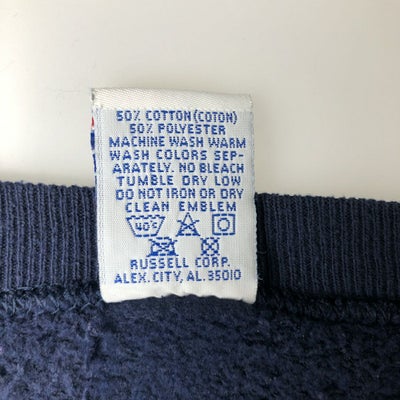 50% COTTON (COTON)
50% POLYESTER
MACHINE WASH WARM
WASH COLORS SEP-
ARATELY. NO BLEACH
TUMBLE DRY LOW
DO NOT IRON OR DRY
CLEAN EMBLEM
40°C
RUSSELL CORP.
ALEX. CITY, AL. 35010